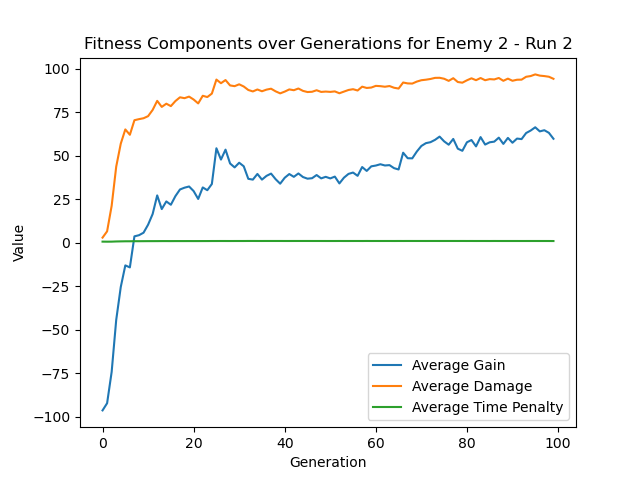 Fitness Components over Generations for Enemy 2 - Run 2
100
75
50
25
0
−25
−50
−75
−100
Value
Average Gain
Average Damage
Average Time Penalty
0 20 40 60 80 100
Generation